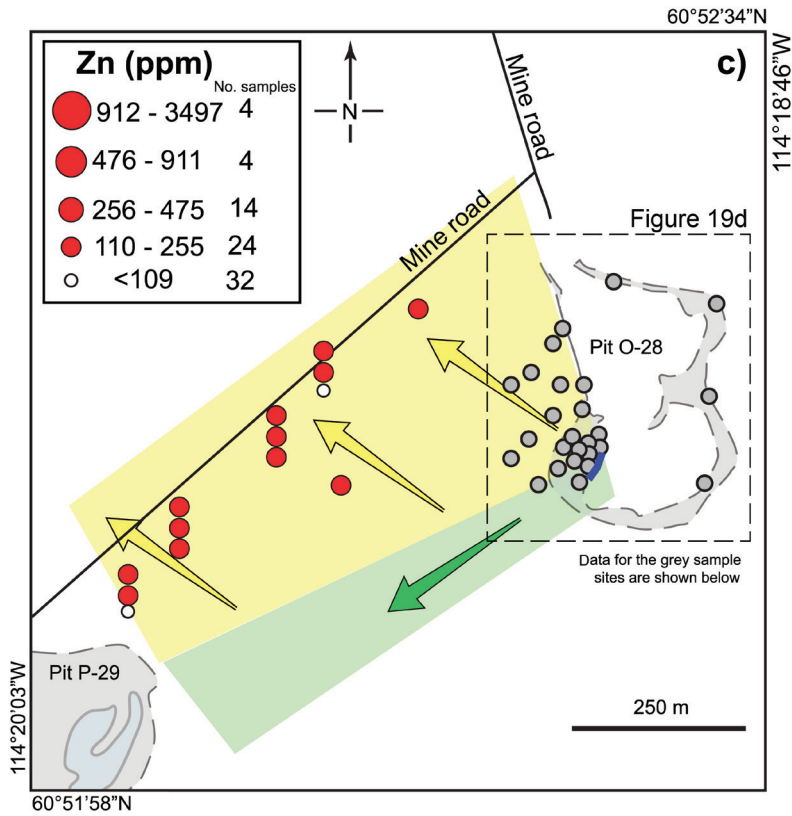 60°52'34"N
114°18'46"W
c)
Zn (ppm)
No. samples
912 - 3497 4
476 - 911 4
256 - 475 14
110 - 255 24
<109 32
N
Mine road
Mine road
Figure 19d
Pit O-28
Data for the grey sample
sites are shown below
Pit P-29
250 m
114°20'03"W
60°51'58"N